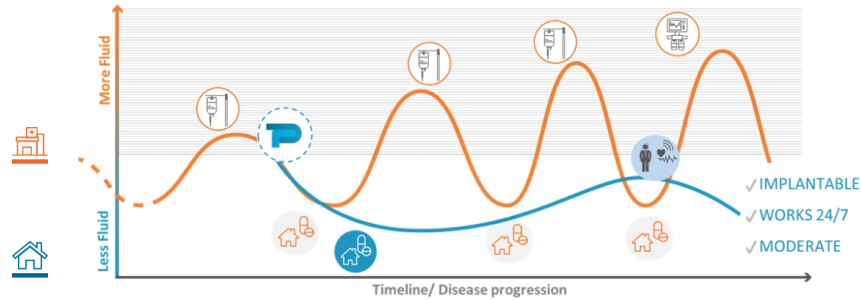 More Fluid
Less Fluid
✓ IMPLANTABLE
✓ WORKS 24/7
✓ MODERATE
Timeline/ Disease progression